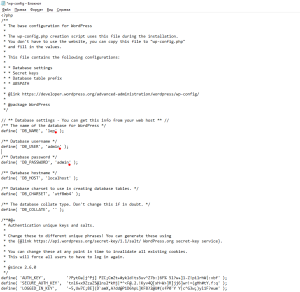 *wp-config – Блокнот
Файл Правка Формат Вид Справка
<?php
/**
 * The base configuration for WordPress
 *
 * The wp-config.php creation script uses this file during the installation.
 * You don't have to use the website, you can copy this file to "wp-config.php"
 * and fill in the values.
 *
 * This file contains the following configurations:
 *
 * * Database settings
 * * Secret keys
 * * Database table prefix
 * * ABSPATH
 *
 * @link https://developer.wordpress.org/advanced-administration/wordpress/wp-config/
 *
 * @package WordPress
 */
// ** Database settings - You can get this info from your web host ** //
/** The name of the database for WordPress */
define( 'DB_NAME',
/** Database username */
define( 'DB_USER', 'admin' );
/** Database password */
define( 'DB_PASSWORD', 'admin' );
/** Database hostname */
define( 'DB_HOST', 'localhost' );
/** Database charset to use in creating database tables. */
define( 'DB_CHARSET', 'utf8mb4' );
/** The database collate type. Don't change this if in doubt. */
define( 'DB_COLLATE', '' );
/**#@+
 * Authentication unique keys and salts.
 *
 * Change these to different unique phrases! You can generate these using
 * the {@link https://api.wordpress.org/secret-key/1.1/salt/ WordPress.org secret-key service}.
 *
 * You can change these at any point in time to invalidate all existing cookies.
 * This will force all users to have to log in again.
 *
 * @since 2.6.0
 */
define( 'AUTH_KEY',
define( 'SECURE_AUTH_KEY',
define( 'LOGGED_IN_KEY',